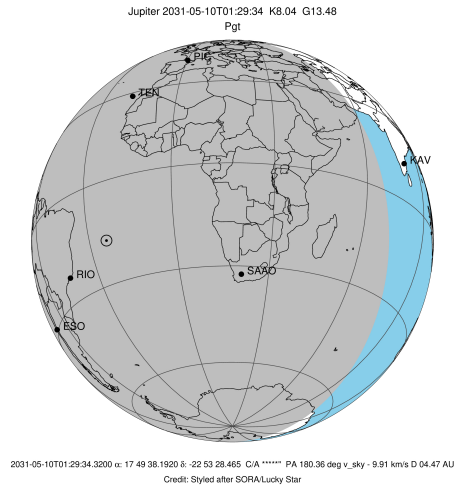 Jupiter 2031-05-10T01:29:34 K8.04 G13.48
Pgt
PIC
TEN
KAV
RIO
SAAO
ESO
2031-05-10T01:29:34.3200 α: 17 49 38.1920 δ: -22 53 28.465 C/A *****" PA 180.36 deg v_sky - 9.91 km/s D 04.47 AU
Credit: Styled after SORA/Lucky Star